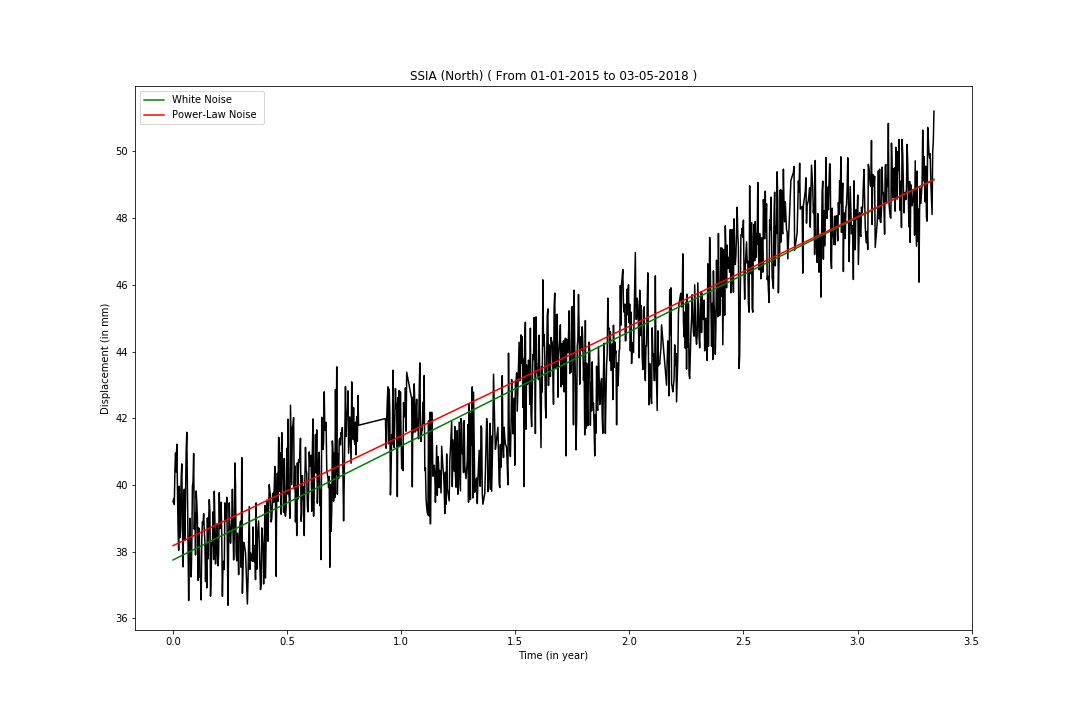 SSIA (North) ( From 01-01-2015 to 03-05-2018 )
White Noise
Power-Law Noise
Displacement (in mm)
50
48
46
44
42
40
38
36
0.0 0.5 1.0 1.5 2.0 2.5 3.0 3.5
Time (in year)